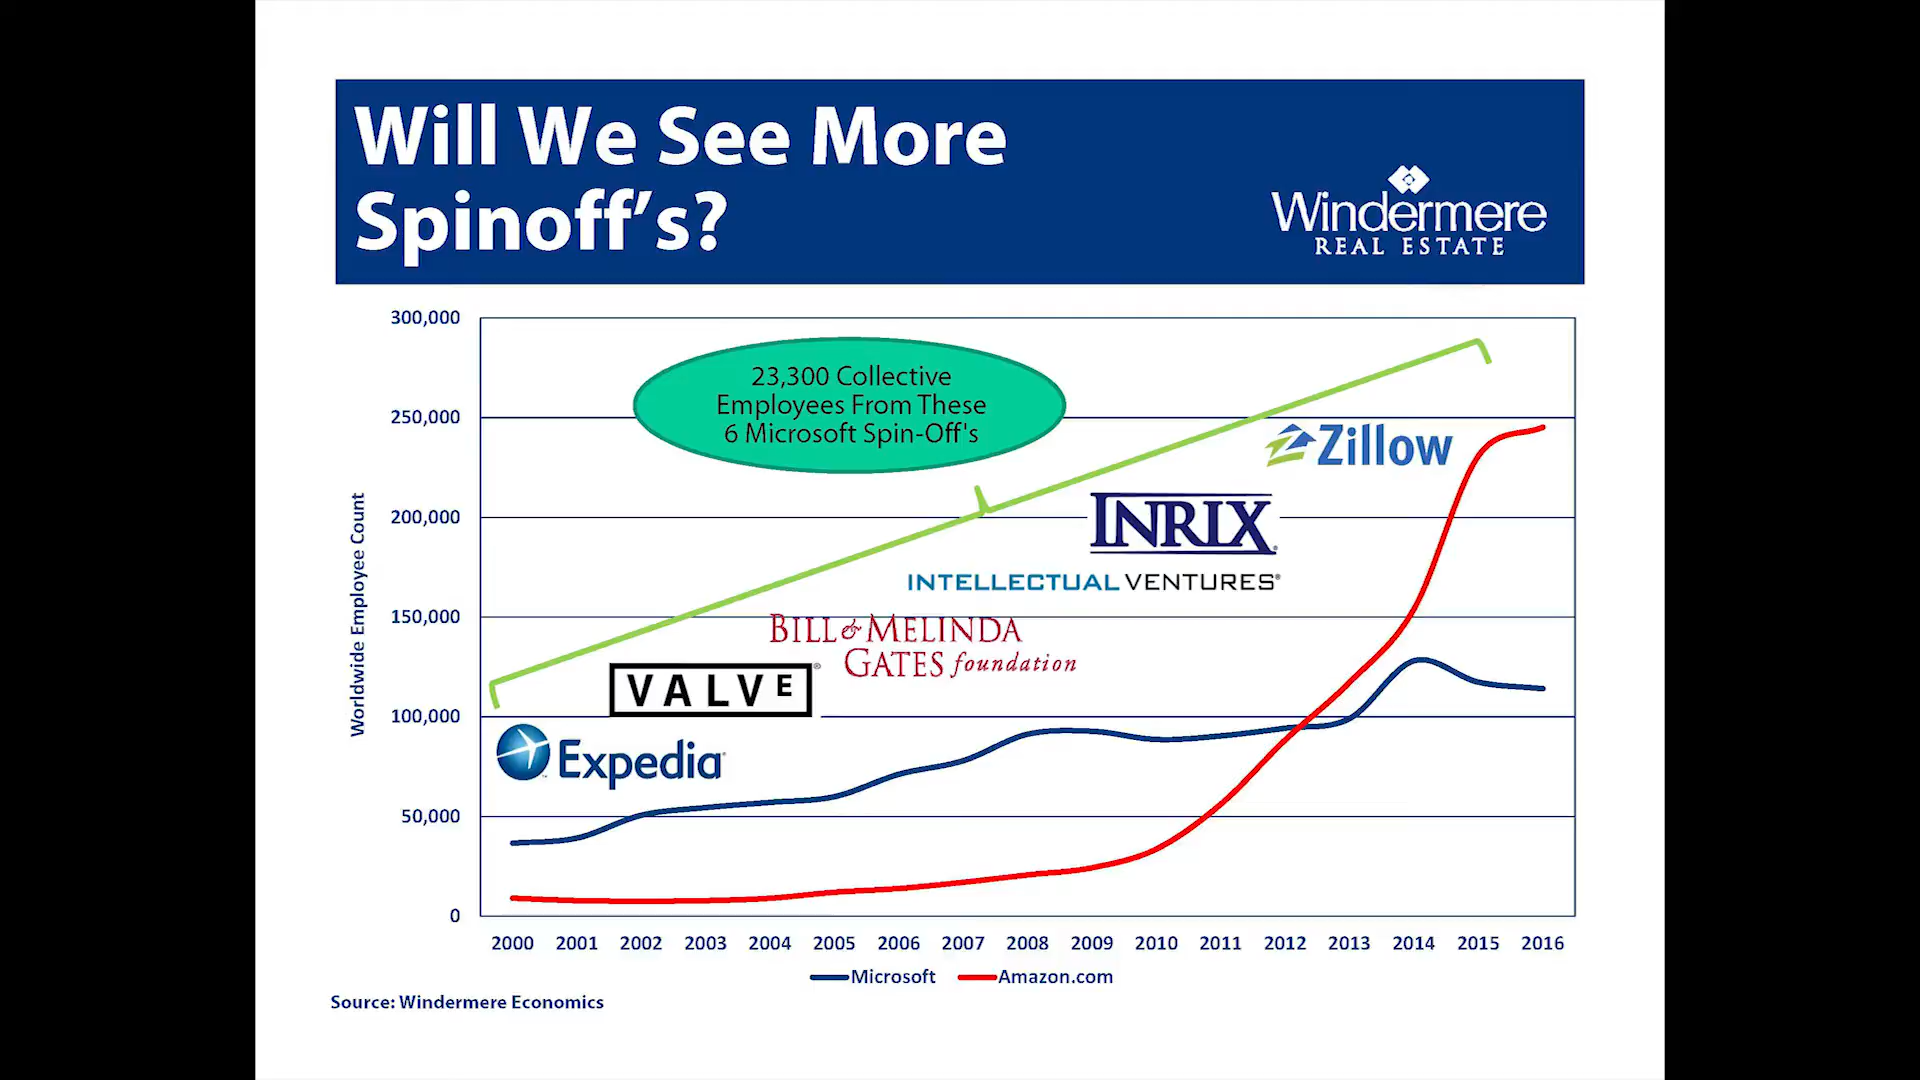 Will We See More
Spinoff’s?
Windermere
REAL ESTATE
300,000
250,000
200,000
150,000
100,000
50,000
0
Worldwide Employee Count
23,300 Collective
Employees From These
6 Microsoft Spin-Off's
Zillow
INRIX
INTELLECTUAL VENTURES®
BILL & MELINDA
GATES foundation
VALVE®
Expedia
2000 2001 2002 2003 2004 2005 2006 2007 2008 2009 2010 2011 2012 2013 2014 2015 2016
Microsoft Amazon.com
Source: Windermere Economics